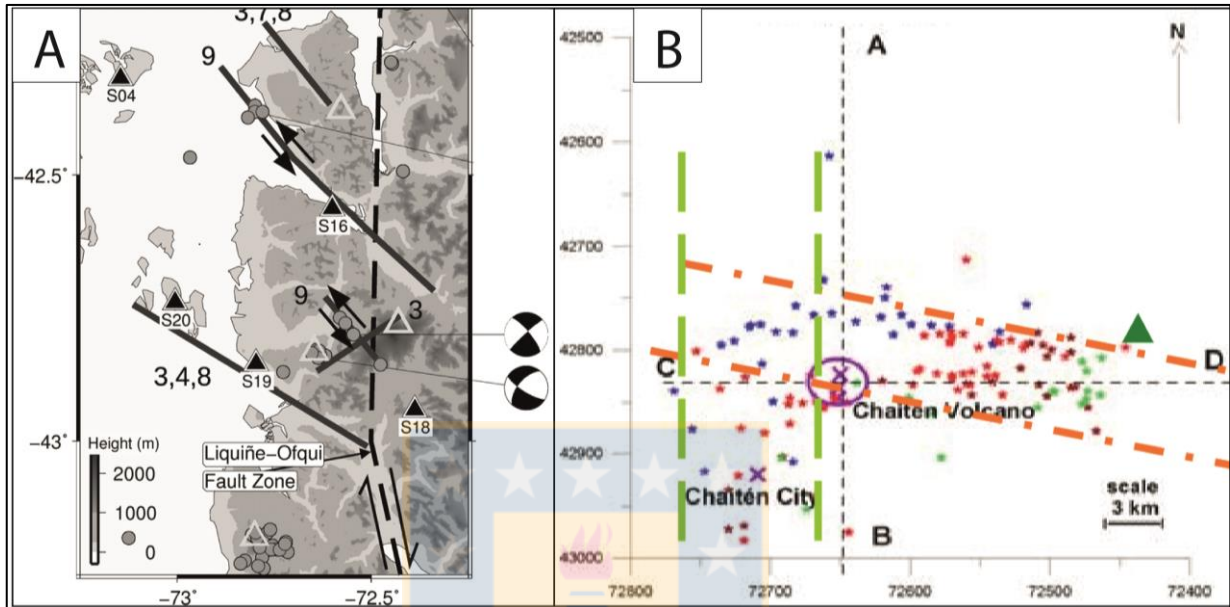 A
3,7,8
9
S04
-42.5°
S16
9
3
S20
3,4,8
S19
S18
-43°
Height (m)
2000
1000
0
Liquiñe-Ofqui
Fault Zone
-73°
-72.5°
B
42500
42600
42700
42800
42900
43000
A
N
C
D
Chaiten Volcano
Chaitén City
B
scale
3 km
72800
72700
72600
72500
72400